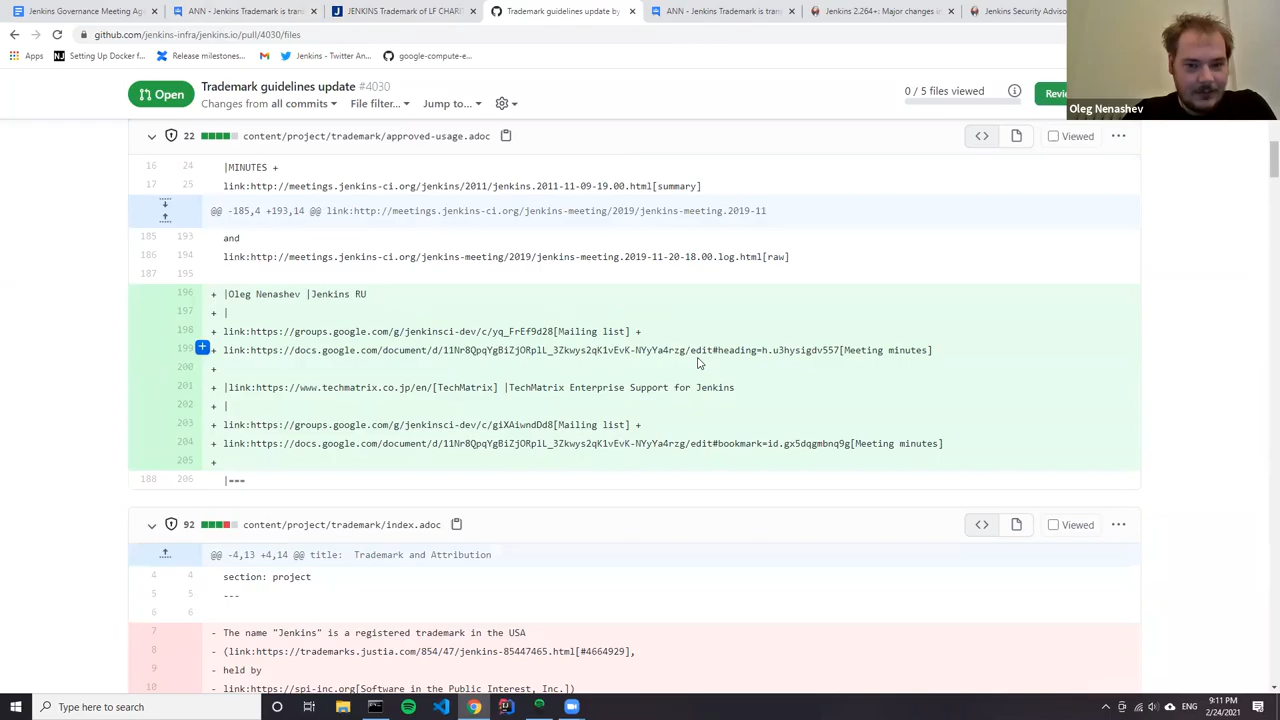 Jenkins Governance Meeting Ag
ANN - Jenkins Trademark t
JENKINS Trademark of LF CHAR
Trademark guidelines update by
ANN - Jenkins Trademark t
Jenkins 2.264+: Major changes in
Jenkins Security Adviso
github.com/jenkins-infra/jenkins.io/pull/4030/files
Apps
Setting Up Docker f...
Release milestones...
Jenkins - Twitter An...
google-compute-e...
Open
Trademark guidelines update #4030
Changes from all commits
File filter...
Jump to...
0 / 5 files viewed
Oleg Nenashev
22 content/project/trademark/approved-usage.adoc
Viewed
16 24 |MINUTES +
17 25 link:http://meetings.jenkins-ci.org/jenkins/2011/jenkins.2011-11-09-19.00.html[summary]
@@ -185,4 +193,14 @@ link:http://meetings.jenkins-ci.org/jenkins-meeting/2019/jenkins-meeting.2019-11
185 193 and
186 194 link:http://meetings.jenkins-ci.org/jenkins-meeting/2019/jenkins-meeting.2019-11-20-18.00.log.html[raw]
187 195
196 + |Oleg Nenashev |Jenkins RU
197 + |
198 + link:https://groups.google.com/g/jenkinsci-dev/c/yq_FrEf9d28[Mailing list] +
199 + link:https://docs.google.com/document/d/11Nr8QpqYgBiZjORplL_3Zkwys2qK1vEvK-NYyYa4rzg/edit#heading=h.u3hysigdv557[Meeting minutes]
200 +
201 + |link:https://www.techmatrix.co.jp/en/[TechMatrix] |TechMatrix Enterprise Support for Jenkins
202 + |
203 + link:https://groups.google.com/g/jenkinsci-dev/c/giXAiwndDd8[Mailing list] +
204 + link:https://docs.google.com/document/d/11Nr8QpqYgBiZjORplL_3Zkwys2qK1vEvK-NYyYa4rzg/edit#bookmark=id.gx5dqgmbnq9g[Meeting minutes]
205 +
188 206 |===
92 content/project/trademark/index.adoc
Viewed
@@ -4,13 +4,14 @@ title: Trademark and Attribution
4 4 section: project
5 5 ---
6 6
7 - The name "Jenkins" is a registered trademark in the USA
8 - (link:https://trademarks.justia.com/854/47/jenkins-85447465.html[#4664929],
9 - held by
10 - link:https://spi-inc.org[Software in the Public Interest, Inc.])
Type here to search
ENG
9:11 PM
2/24/2021